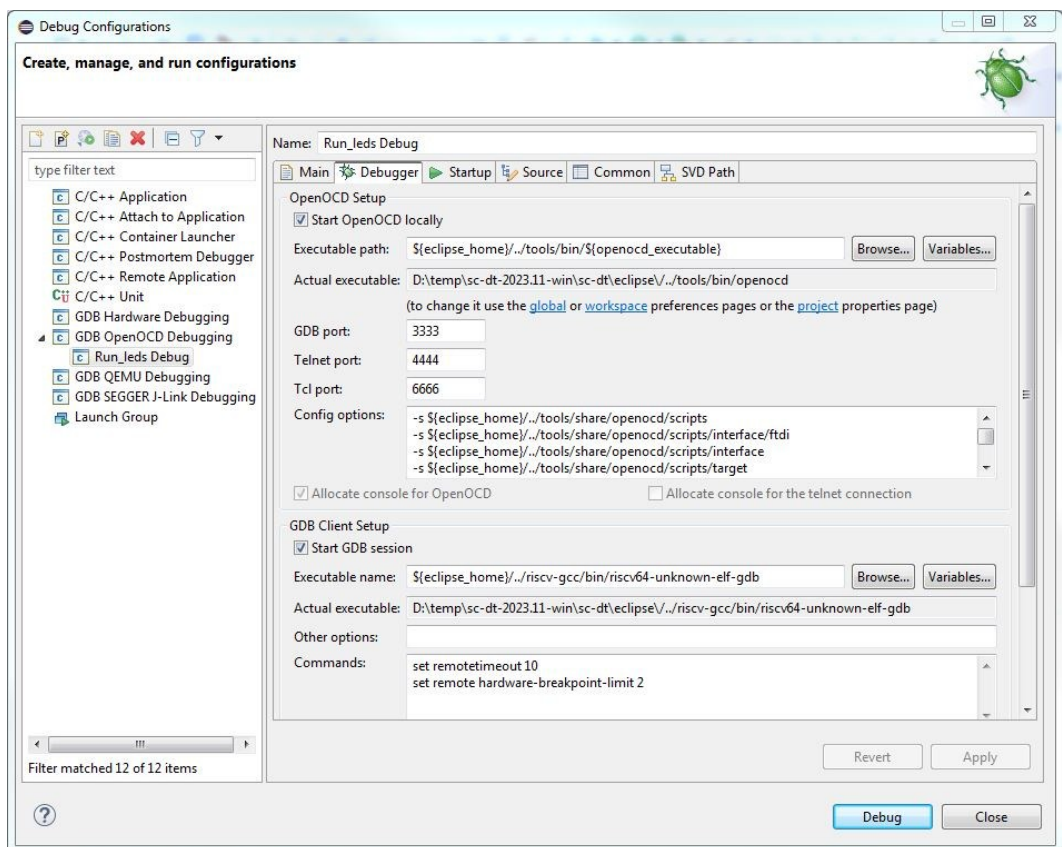 Debug Configurations
Create, manage, and run configurations
type filter text
C/C++ Application
C/C++ Attach to Application
C/C++ Container Launcher
C/C++ Postmortem Debugger
C/C++ Remote Application
C/C++ Unit
GDB Hardware Debugging
GDB OpenOCD Debugging
Run_leds Debug
GDB QEMU Debugging
GDB SEGGER J-Link Debugging
Launch Group
Filter matched 12 of 12 items
Name: Run_leds Debug
Main Debugger Startup Source Common SVD Path
OpenOCD Setup
Start OpenOCD locally
Executable path: ${eclipse_home}/../tools/bin/${openocd_executable} Browse... Variables...
Actual executable: D:\temp\sc-dt-2023.11-win\sc-dt\eclipse\/../tools/bin/openocd
(to change it use the global or workspace preferences pages or the project properties page)
GDB port: 3333
Telnet port: 4444
Tcl port: 6666
Config options: -s ${eclipse_home}/../tools/share/openocd/scripts
-s ${eclipse_home}/../tools/share/openocd/scripts/interface/ftdi
-s ${eclipse_home}/../tools/share/openocd/scripts/interface
-s ${eclipse_home}/../tools/share/openocd/scripts/target
Allocate console for OpenOCD Allocate console for the telnet connection
GDB Client Setup
Start GDB session
Executable name: ${eclipse_home}/../riscv-gcc/bin/riscv64-unknown-elf-gdb Browse... Variables...
Actual executable: D:\temp\sc-dt-2023.11-win\sc-dt\eclipse\/../riscv-gcc/bin/riscv64-unknown-elf-gdb
Other options:
Commands: set remotetimeout 10
set remote hardware-breakpoint-limit 2
Revert Apply
Debug Close